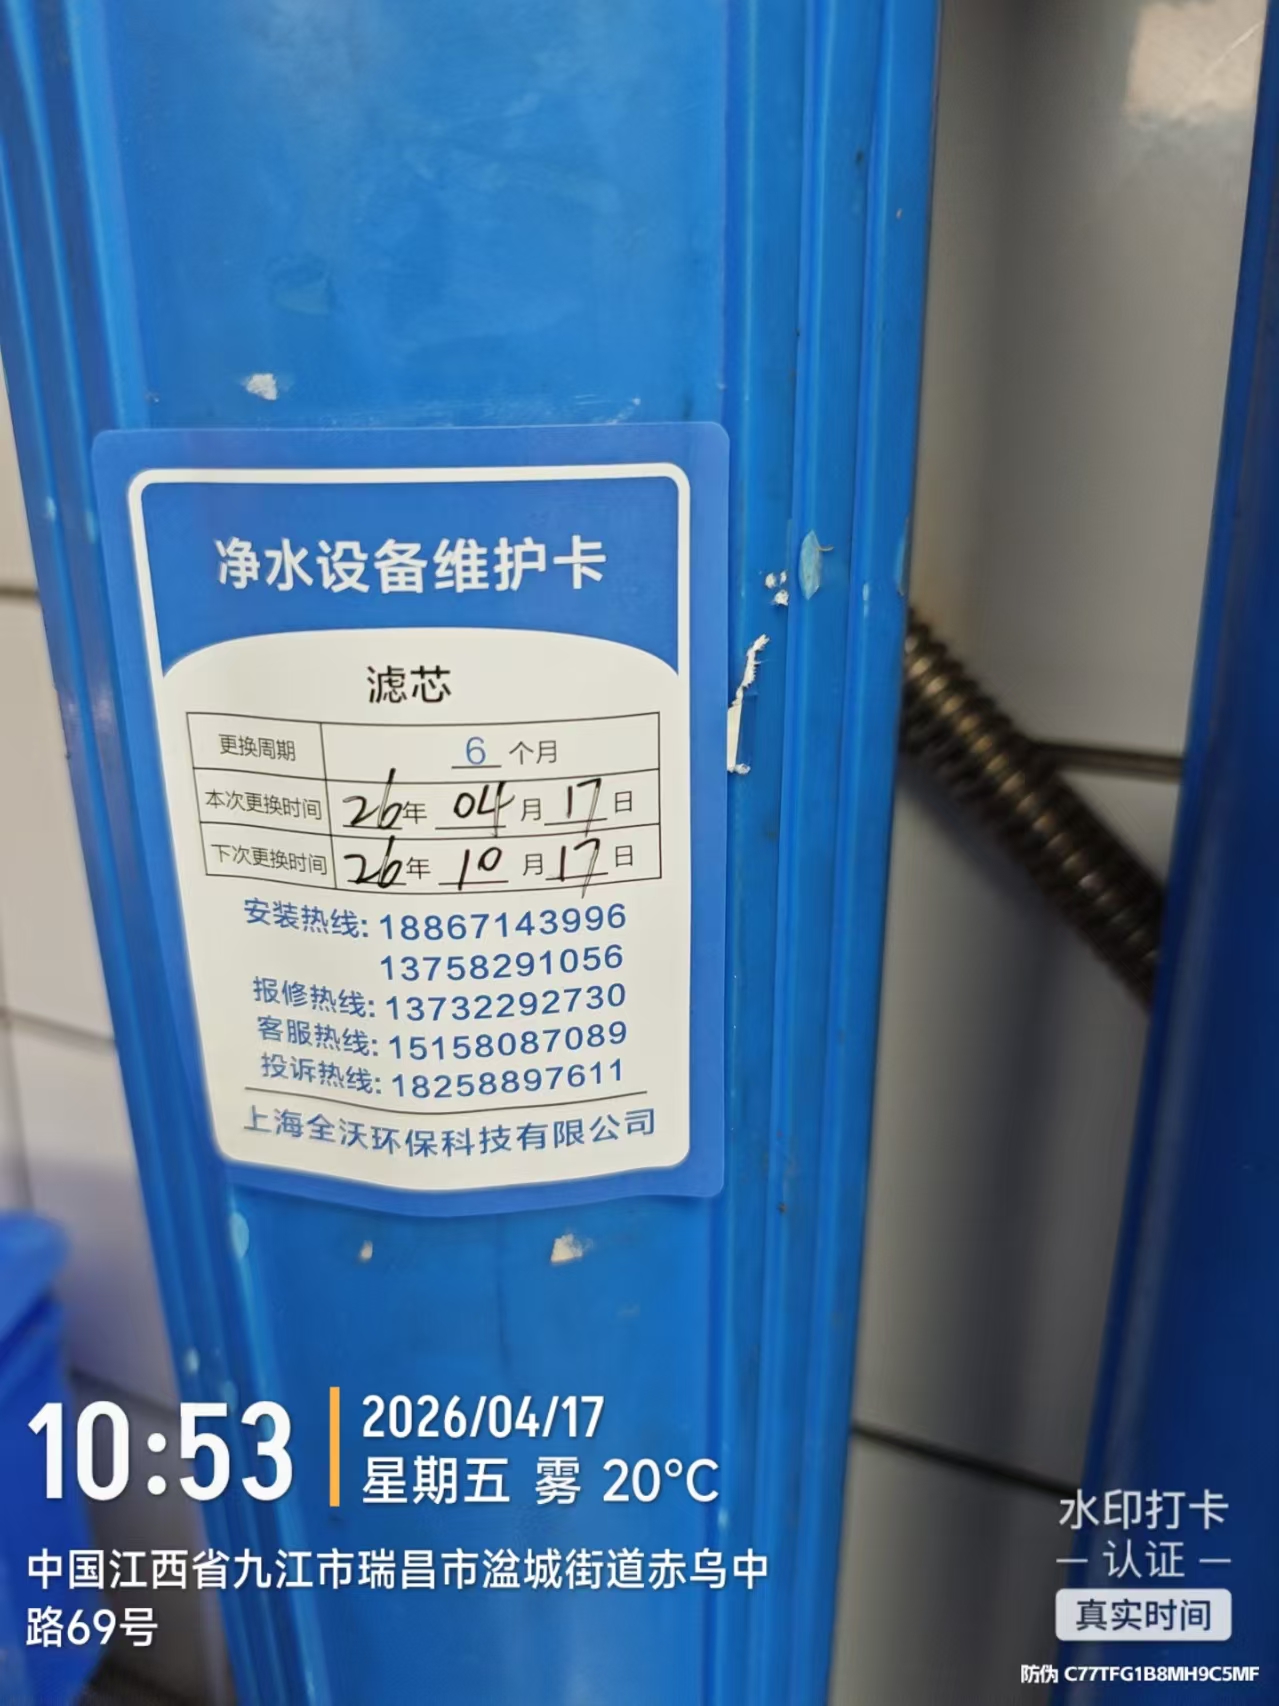 净水设备维护卡
滤芯
更换周期 6 个月
本次更换时间 26年 04月 17日
下次更换时间 26年 10月 17日
安装热线: 18867143996
13758291056
报修热线: 13732292730
客服热线: 15158087089
投诉热线: 18258897611
上海全沃环保科技有限公司
10:53
2026/04/17
星期五 雾 20°C
中国江西省九江市瑞昌市湓城街道赤乌中
路69号
水印打卡
— 认证 —
真实时间
防伪 C77TFG1B8MH9C5MF